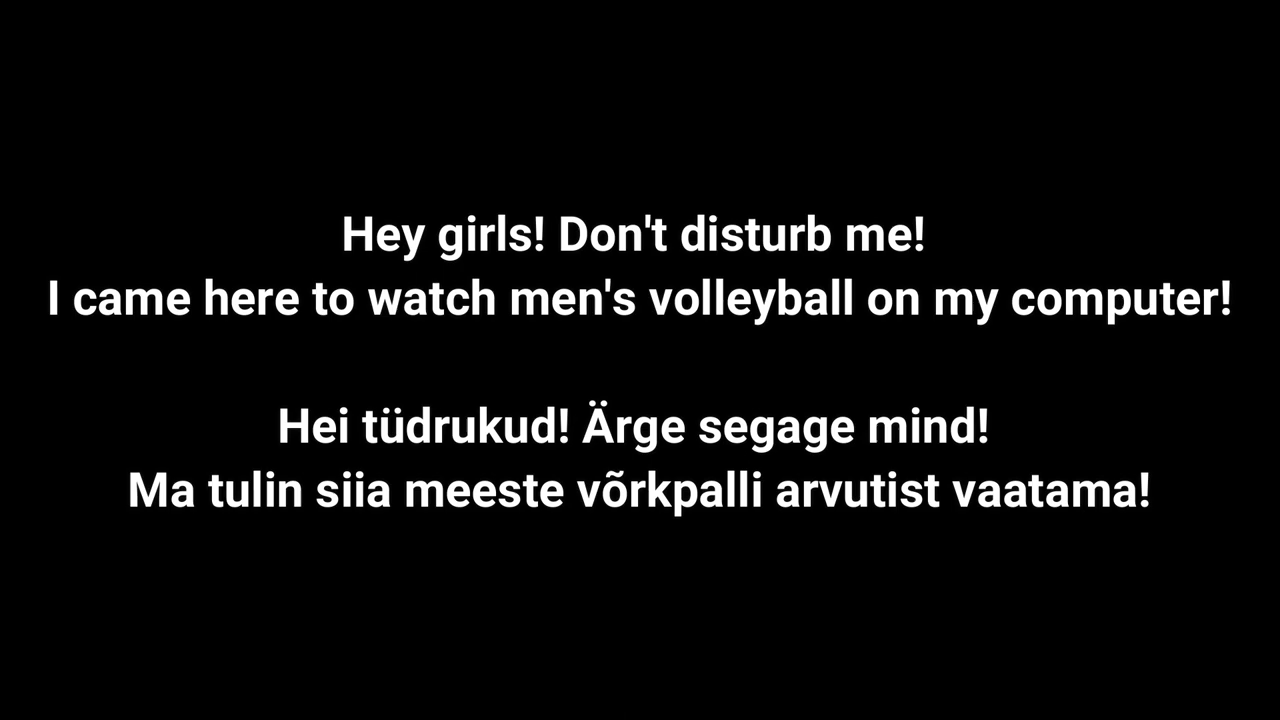 Hey girls! Don't disturb me!
I came here to watch men's volleyball on my computer!
Hei tüdrukud! Ärge segage mind!
Ma tulin siia meeste võrkpalli arvutist vaatama!